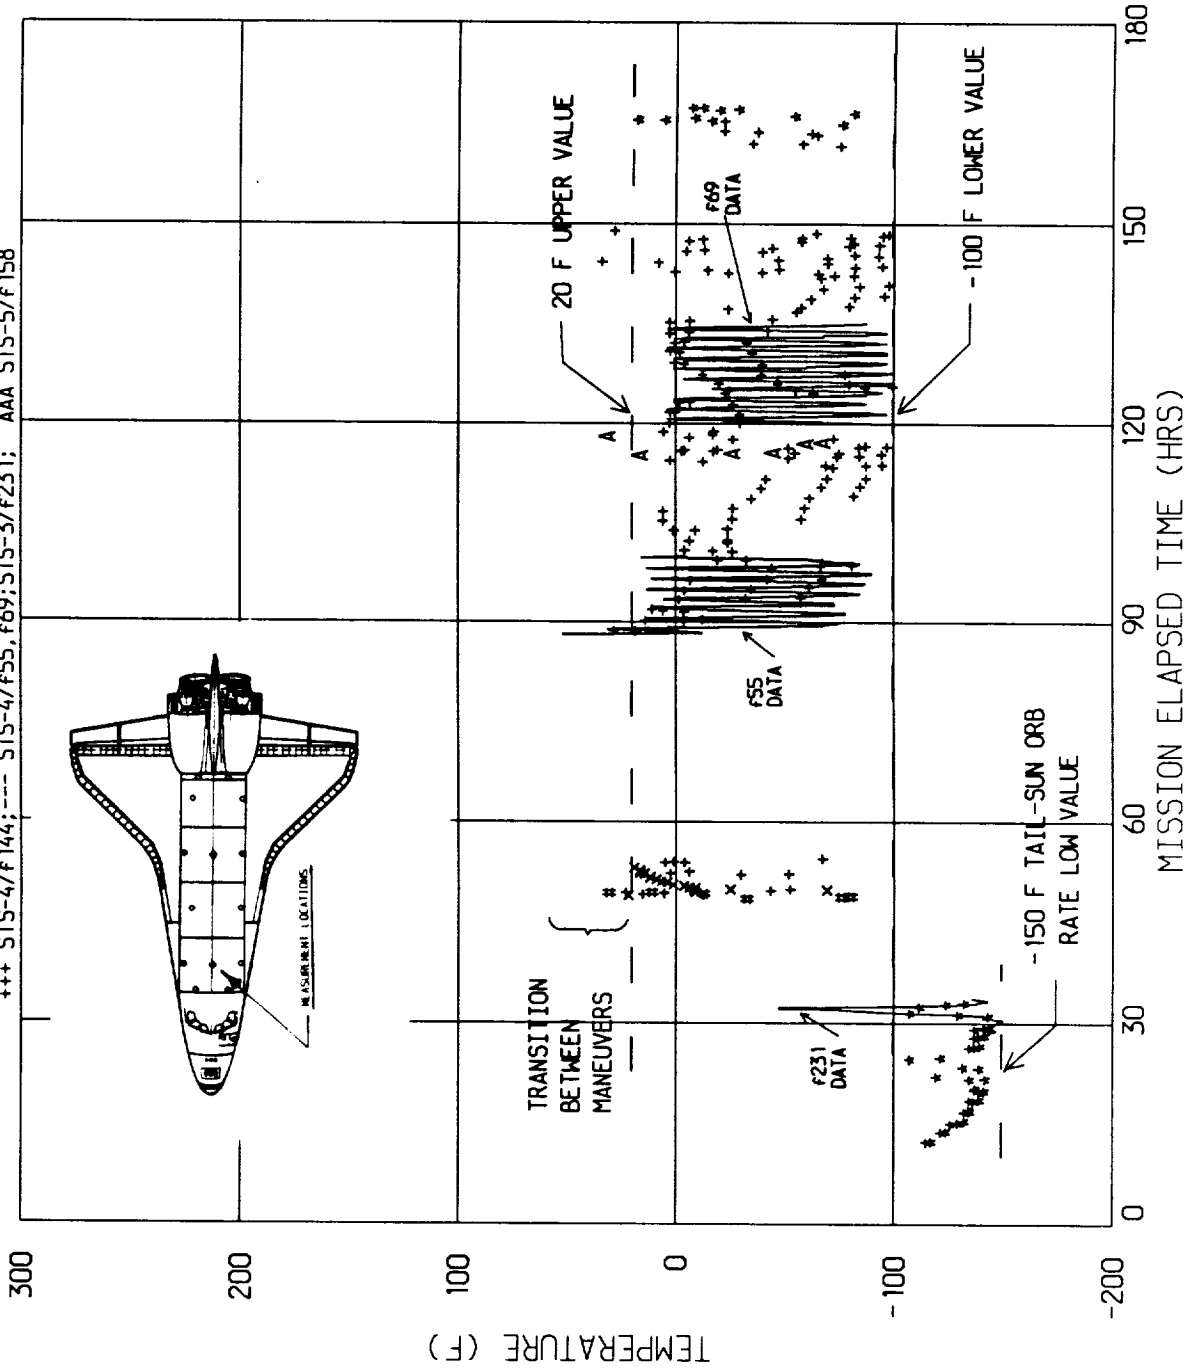 +++ STS-4/f144; --- STS-4/f55,f69; STS-3/f231; AAA STS-5/f158
300
200
100
0
-100
-200
TEMPERATURE (F)
MEASUREMENT LOCATIONS
20 F UPPER VALUE
TRANSITION
BETWEEN
MANEUVERS
f69
DATA
f55
DATA
f231
DATA
-100 F LOWER VALUE
-150 F TAIL-SUN ORB
RATE LOW VALUE
0
30
60
90
120
150
180
MISSION ELAPSED TIME (HRS)